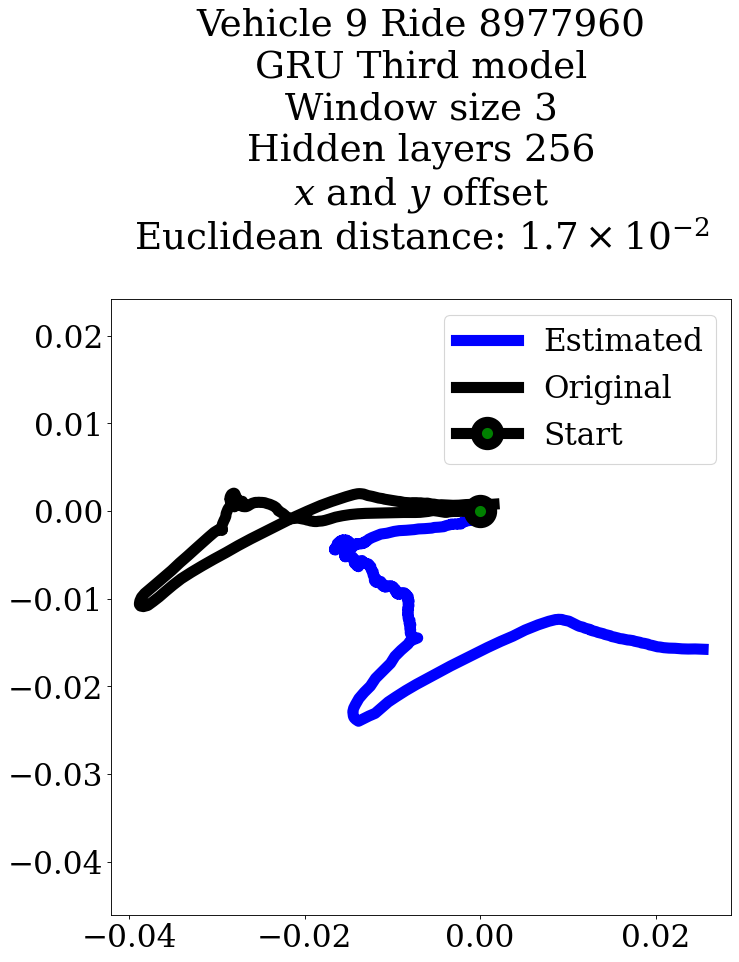 Vehicle 9 Ride 8977960
GRU Third model
Window size 3
Hidden layers 256
x and y offset
Euclidean distance: 1.7 × 10⁻²
Estimated
Original
Start
0.02
0.01
0.00
−0.01
−0.02
−0.03
−0.04
−0.04 −0.02 0.00 0.02